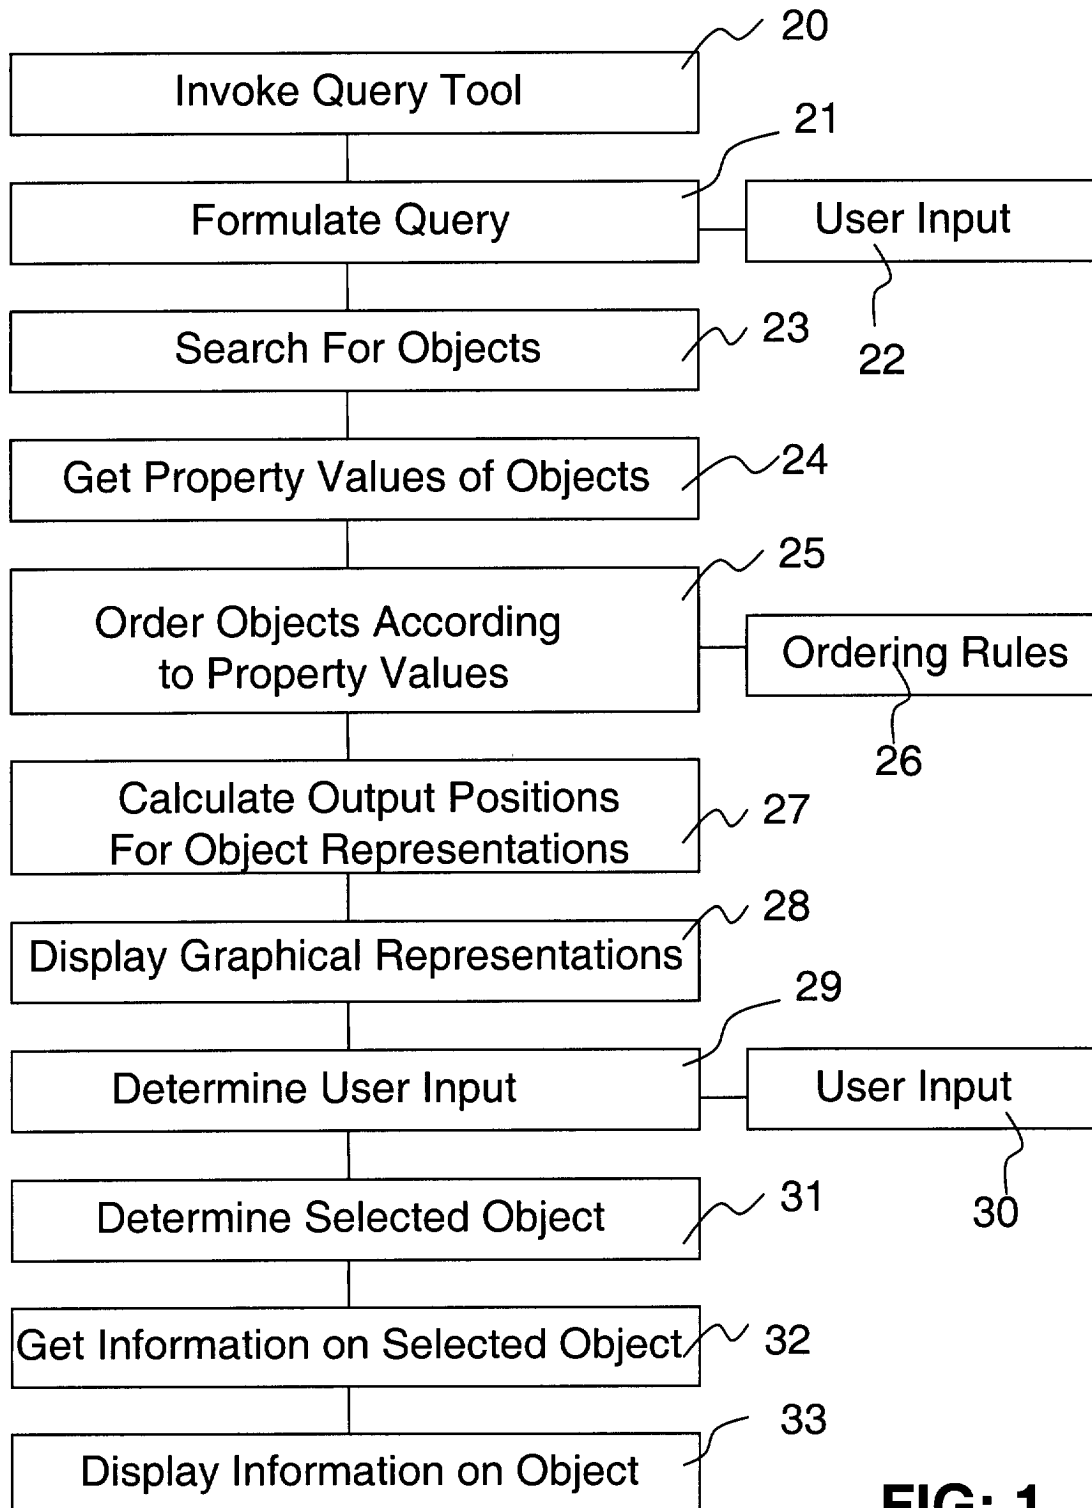 20
Invoke Query Tool
21
Formulate Query
User Input
22
Search For Objects
23
Get Property Values of Objects
24
25
Order Objects According
to Property Values
Ordering Rules
26
Calculate Output Positions
For Object Representations
27
28
Display Graphical Representations
29
Determine User Input
User Input
30
Determine Selected Object
31
Get Information on Selected Object
32
33
Display Information on Object
FIG: 1